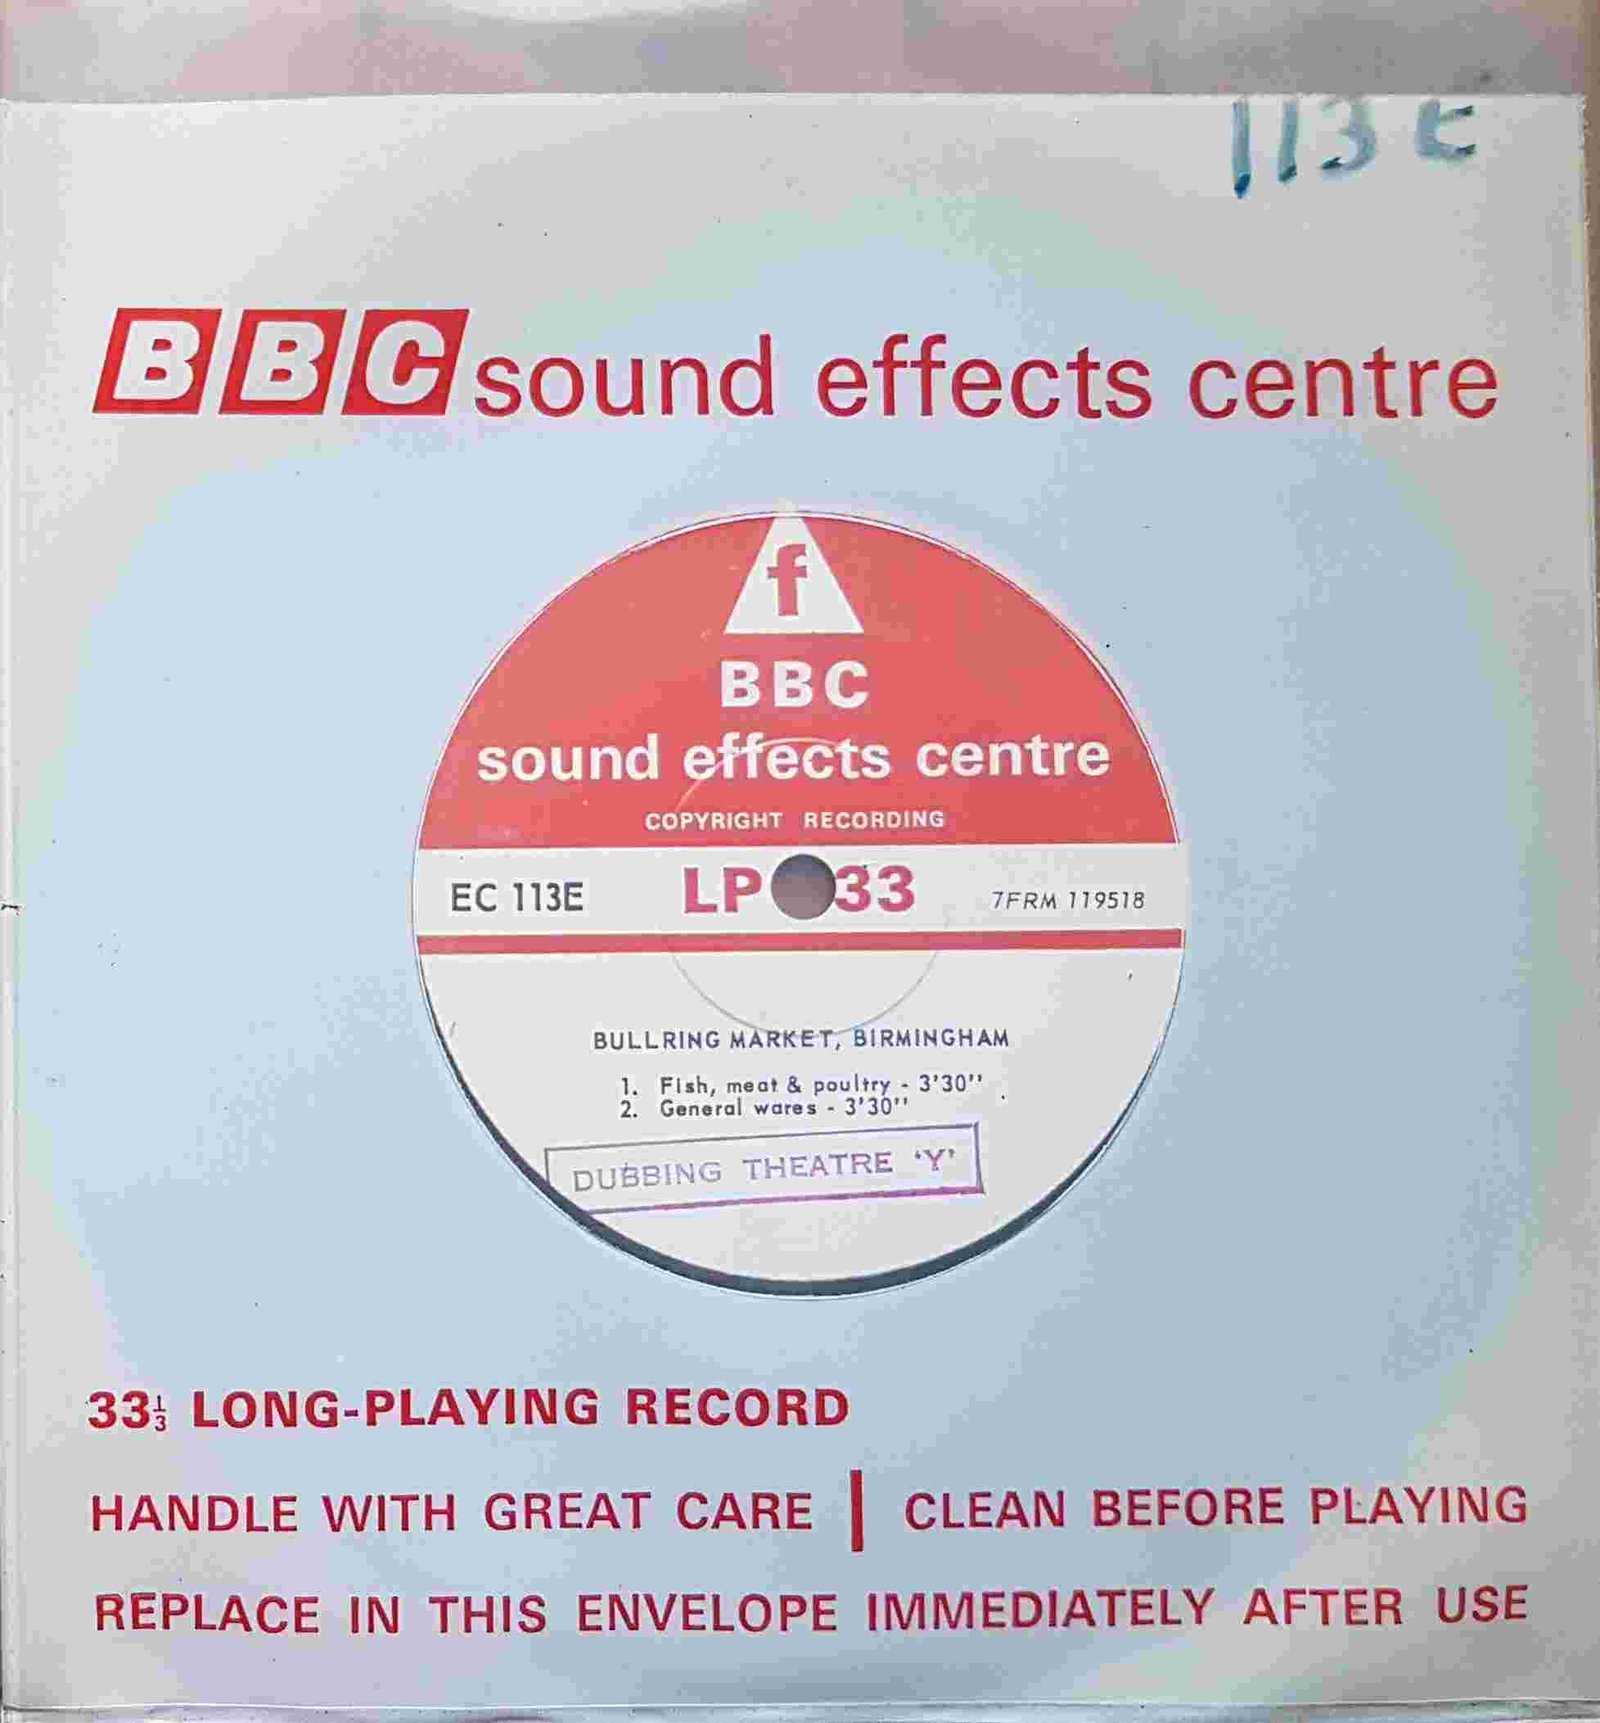 113 E
BBC sound effects centre
f
BBC
sound effects centre
COPYRIGHT RECORDING
EC 113E LP 33 7FRM 119518
BULLRING MARKET, BIRMINGHAM
1. Fish, meat & poultry - 3'30''
2. General wares - 3'30''
DUBBING THEATRE 'Y'
33⅓ LONG-PLAYING RECORD
HANDLE WITH GREAT CARE | CLEAN BEFORE PLAYING
REPLACE IN THIS ENVELOPE IMMEDIATELY AFTER USE